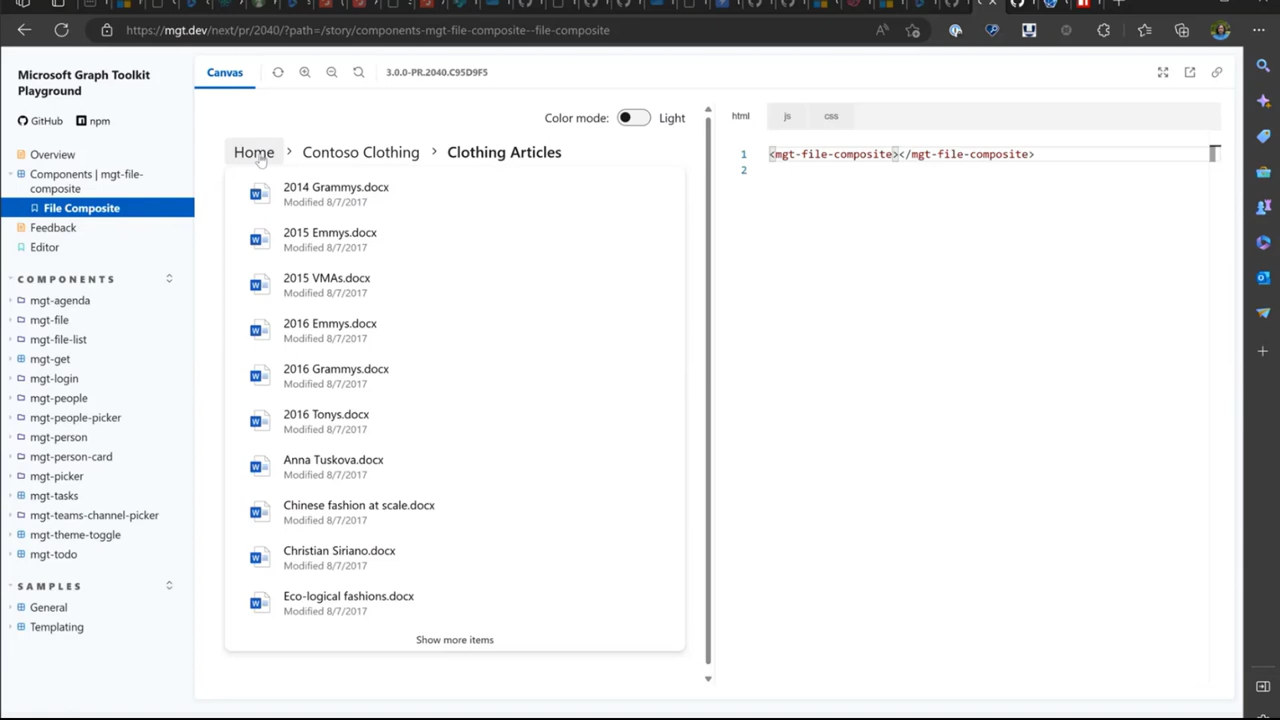 https://mgt.dev/next/pr/2040/?path=/story/components-mgt-file-composite--file-composite
Microsoft Graph Toolkit
Playground
GitHub
npm
Overview
Components | mgt-file-
composite
File Composite
Feedback
Editor
COMPONENTS
mgt-agenda
mgt-file
mgt-file-list
mgt-get
mgt-login
mgt-people
mgt-people-picker
mgt-person
mgt-person-card
mgt-picker
mgt-tasks
mgt-teams-channel-picker
mgt-theme-toggle
mgt-todo
SAMPLES
General
Templating
Canvas
3.0.0-PR.2040.C95D9F5
Color mode: Light
Home > Contoso Clothing > Clothing Articles
2014 Grammys.docx
Modified 8/7/2017
2015 Emmys.docx
Modified 8/7/2017
2015 VMAs.docx
Modified 8/7/2017
2016 Emmys.docx
Modified 8/7/2017
2016 Grammys.docx
Modified 8/7/2017
2016 Tonys.docx
Modified 8/7/2017
Anna Tuskova.docx
Modified 8/7/2017
Chinese fashion at scale.docx
Modified 8/7/2017
Christian Siriano.docx
Modified 8/7/2017
Eco-logical fashions.docx
Modified 8/7/2017
Show more items
html js css
1 <mgt-file-composite></mgt-file-composite>
2